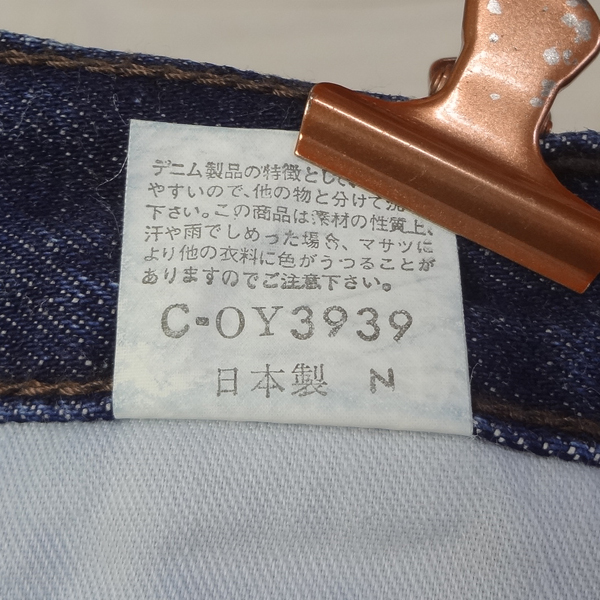 デニム製品の特徴とし
やすいので、他の物と分けて洗
下さい。この商品は素材の性質上、
汗や雨でしめった場合、マサツに
より他の衣料に色がうつることが
ありますのでご注意下さい。
C-OY3939
日本製 N